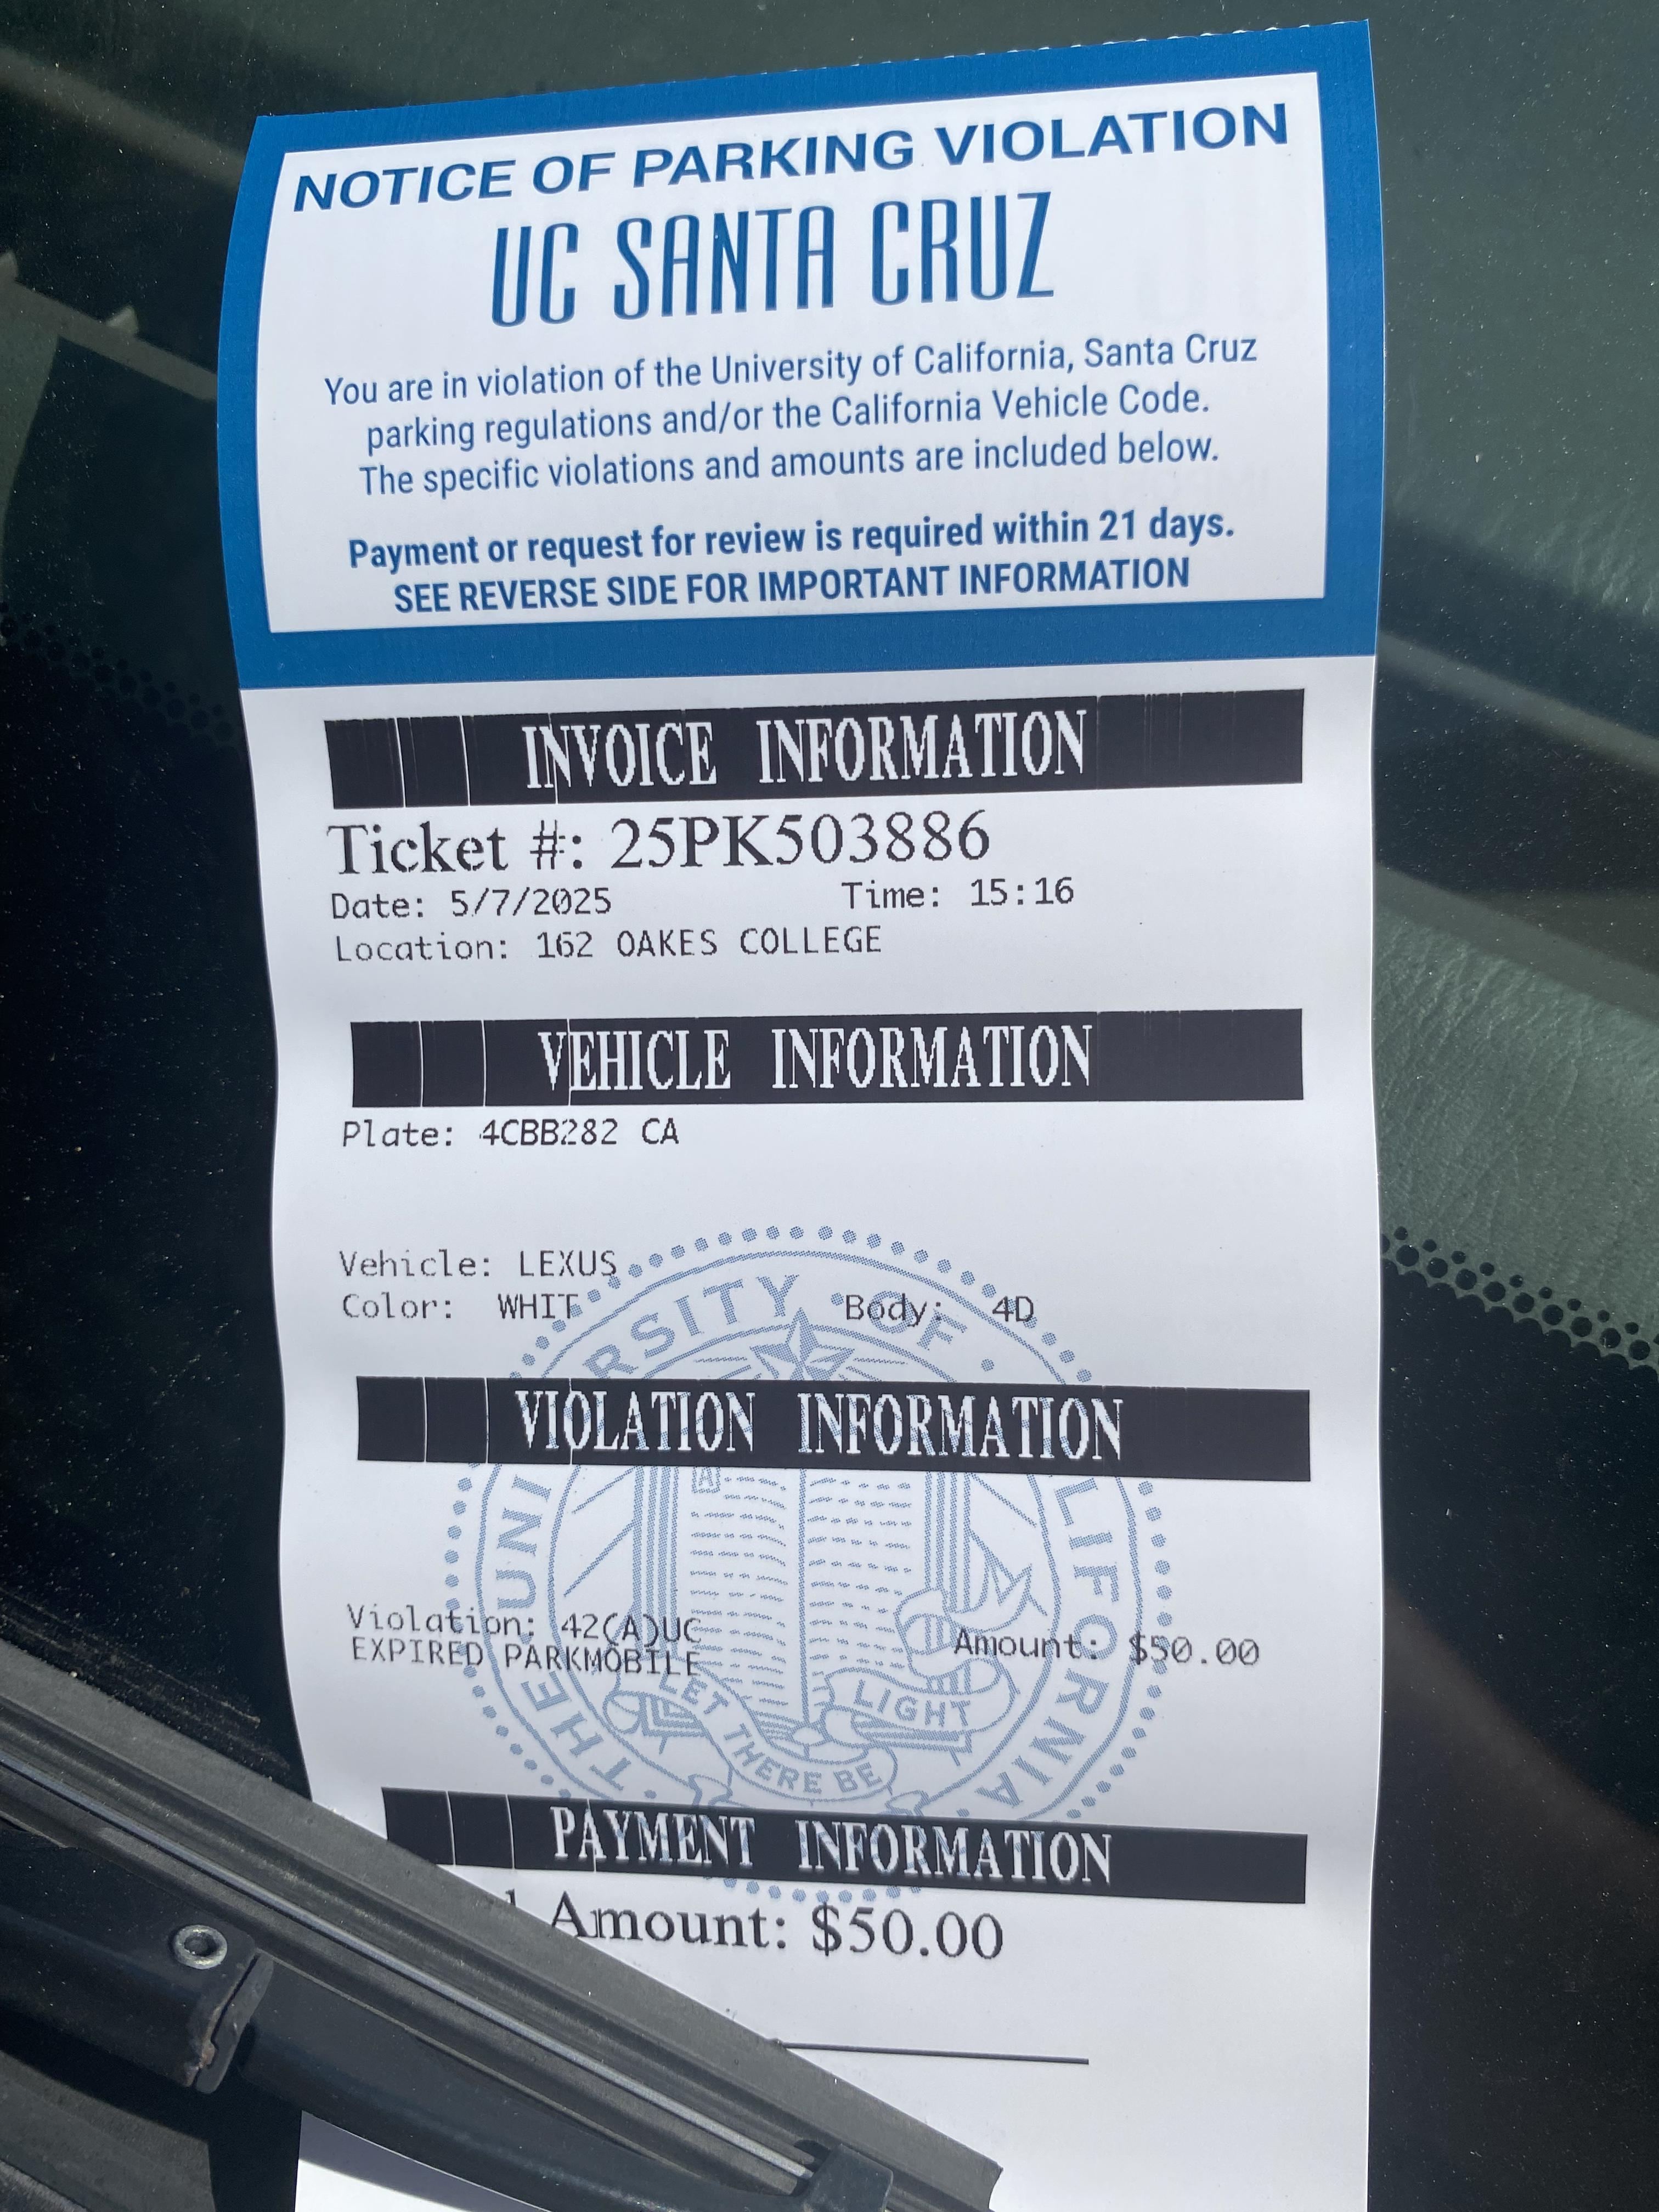 NOTICE OF PARKING VIOLATION
UC SANTA CRUZ
You are in violation of the University of California, Santa Cruz
parking regulations and/or the California Vehicle Code.
The specific violations and amounts are included below.
Payment or request for review is required within 21 days.
SEE REVERSE SIDE FOR IMPORTANT INFORMATION
INVOICE INFORMATION
Ticket #: 25PK503886
Date: 5/7/2025 Time: 15:16
Location: 162 OAKES COLLEGE
VEHICLE INFORMATION
Plate: 4CBB282 CA
Vehicle: LEXUS
Color: WHIT Body: 4D
VIOLATION INFORMATION
Violation: 42(A)UC
EXPIRED PARKMOBILE Amount: $50.00
THE UNI RSITY OF LIFORNIA
A
LET THERE BE LIGHT
PAYMENT INFORMATION
Amount: $50.00